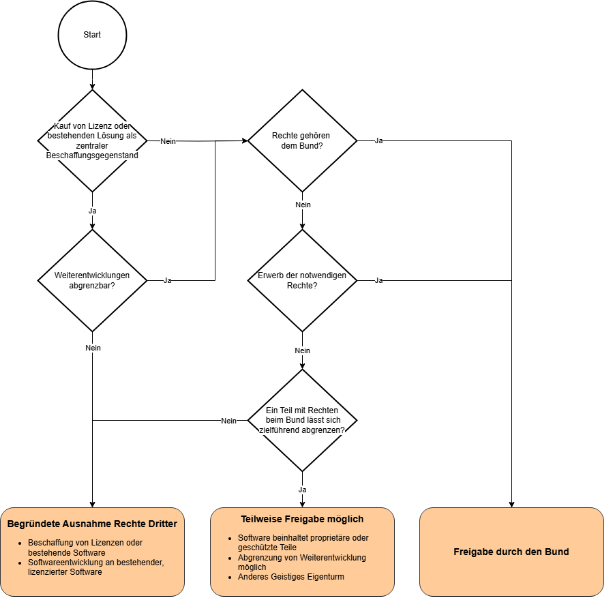 Start
Kauf von Lizenz oder
bestehenden Lösung als
zentraler
Beschaffungsgegenstand
Nein
Rechte gehören
dem Bund?
Ja
Ja
Nein
Weiterentwicklungen
abgrenzbar?
Ja
Erwerb der notwendigen
Rechte?
Ja
Nein
Nein
Ein Teil mit Rechten
beim Bund lässt sich
zielführend abgrenzen?
Nein
Ja
Begründete Ausnahme Rechte Dritter
Beschaffung von Lizenzen oder
bestehende Software
Softwareentwicklung an bestehender,
lizenzierter Software
Teilweise Freigabe möglich
Software beinhaltet proprietäre oder
geschützte Teile
Abgrenzung von Weiterentwicklung
möglich
Anderes Geistiges Eigenturm
Freigabe durch den Bund